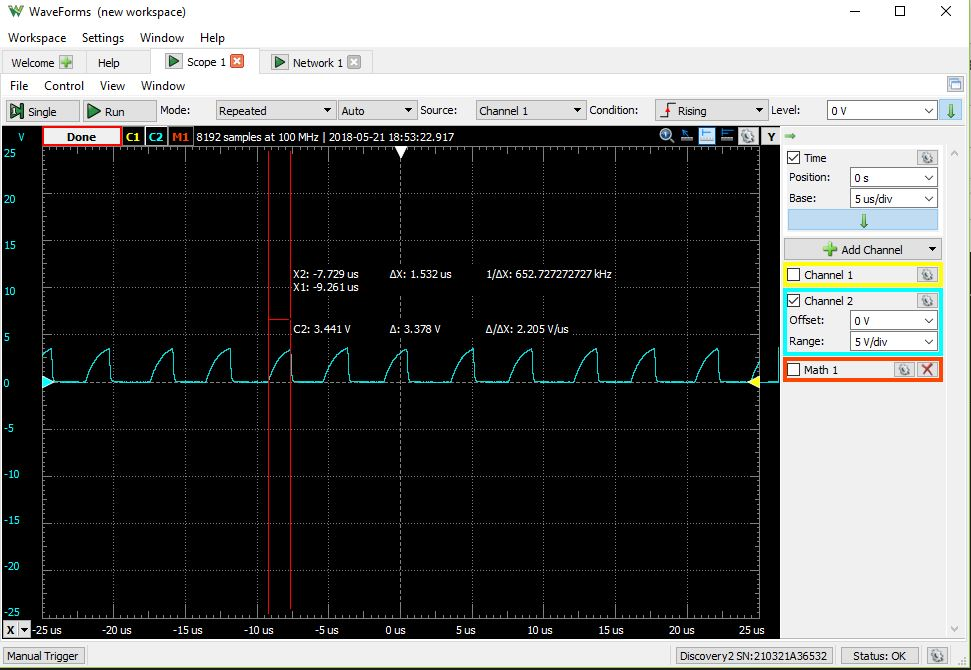 WaveForms (new workspace)
Workspace Settings Window Help
Welcome Help Scope 1 Network 1
File Control View Window
Single Run Mode: Repeated Auto Source: Channel 1 Condition: Rising Level: 0 V
V Done C1 C2 M1 8192 samples at 100 MHz | 2018-05-21 18:53:22.917 Y
25
20
15
10
5
0
-5
-10
-15
-20
-25
X2: -7.729 us ΔX: 1.532 us 1/ΔX: 652.727272727 kHz
X1: -9.261 us
C2: 3.441 V Δ: 3.378 V Δ/ΔX: 2.205 V/us
X -25 us -20 us -15 us -10 us -5 us 0 us 5 us 10 us 15 us 20 us 25 us
Time
Position: 0 s
Base: 5 us/div
Add Channel
Channel 1
Channel 2
Offset: 0 V
Range: 5 V/div
Math 1
Manual Trigger Discovery2 SN:210321A36532 Status: OK